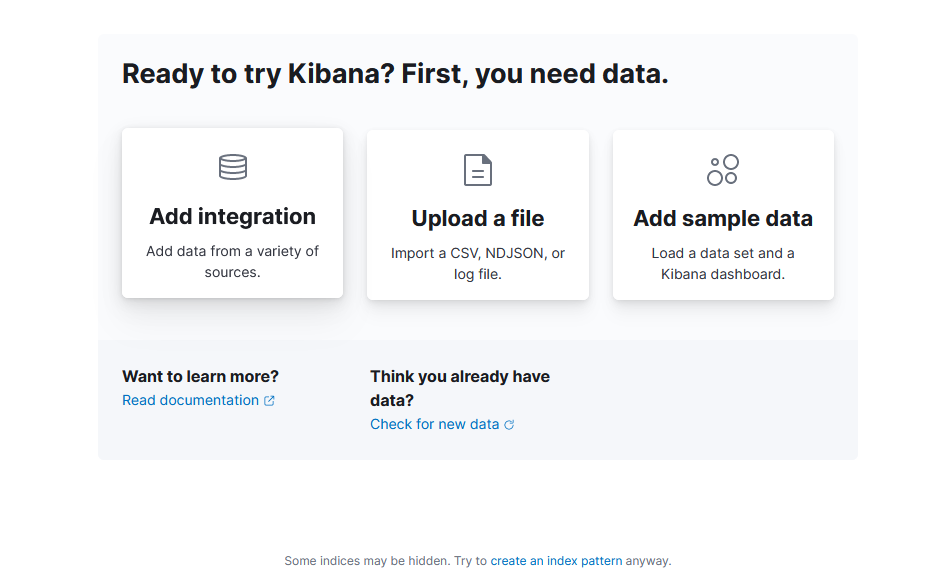 Ready to try Kibana? First, you need data.
Add integration
Add data from a variety of
sources.
Upload a file
Import a CSV, NDJSON, or
log file.
Add sample data
Load a data set and a
Kibana dashboard.
Want to learn more?
Read documentation
Think you already have
data?
Check for new data
Some indices may be hidden. Try to create an index pattern anyway.